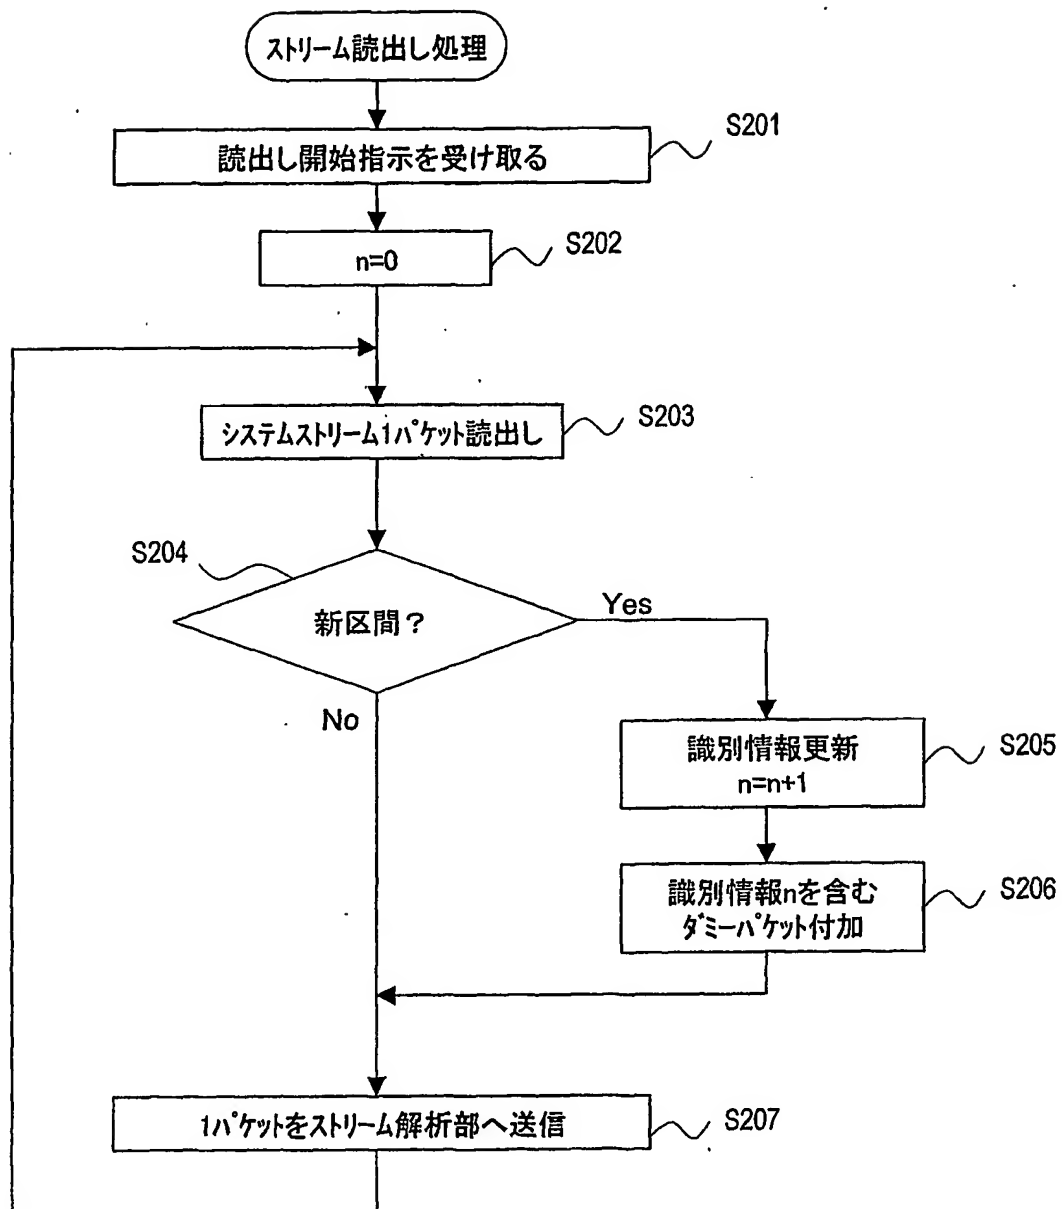 ストリーム読出し処理
読出し開始指示を受け取る
S201
n=0
S202
システムストリーム1パケット読出し
S203
S204
新区間？
Yes
No
識別情報更新
n=n+1
S205
識別情報nを含む
ダミーパケット付加
S206
1パケットをストリーム解析部へ送信
S207